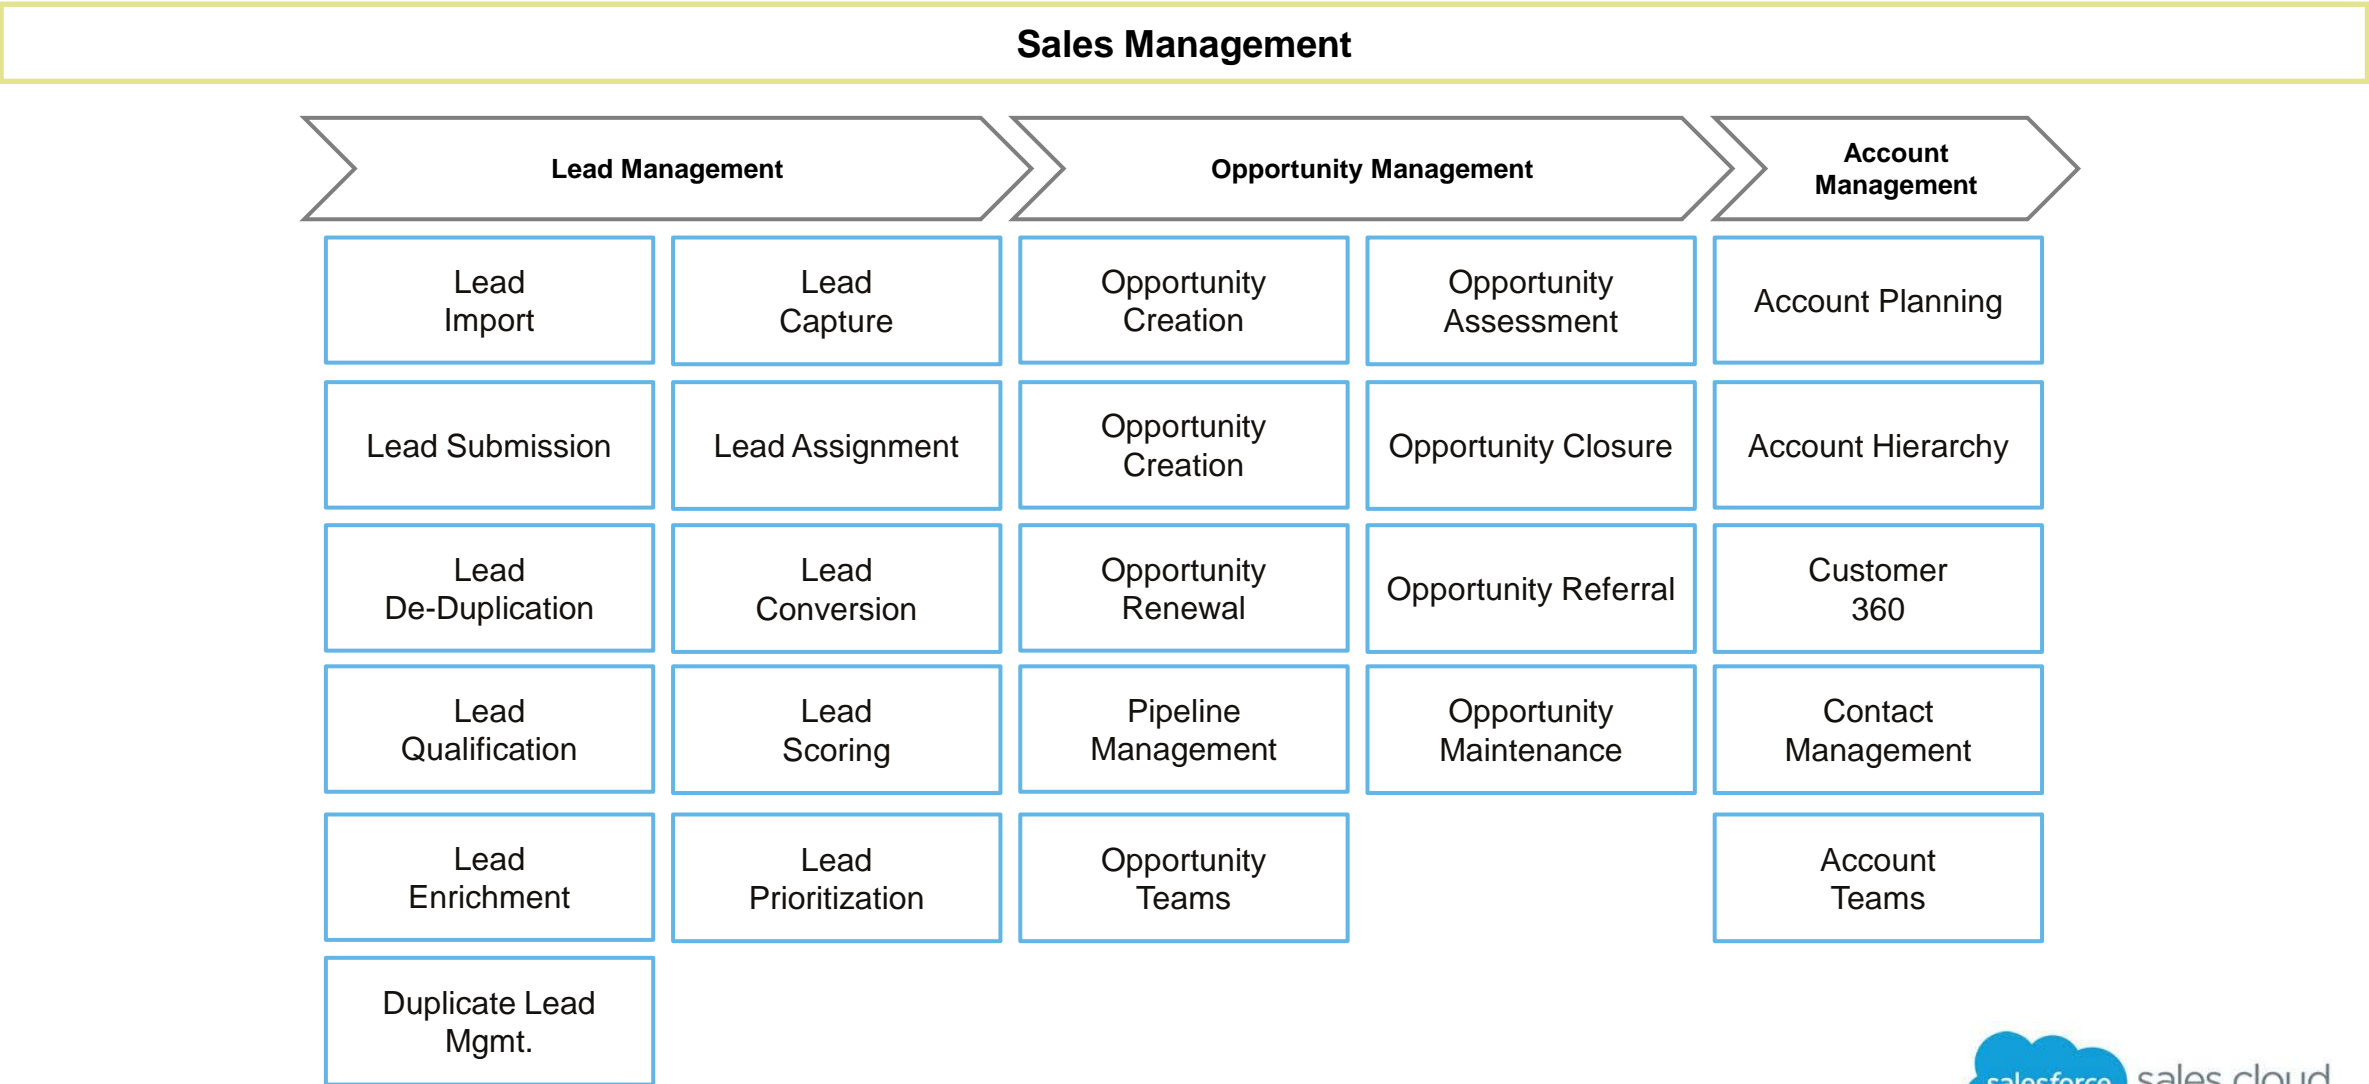 Sales Management
Lead Management
Opportunity Management
Account
Management
Lead
Import
Lead
Capture
Opportunity
Creation
Opportunity
Assessment
Account Planning
Lead Submission
Lead Assignment
Opportunity
Creation
Opportunity Closure
Account Hierarchy
Lead
De-Duplication
Lead
Conversion
Opportunity
Renewal
Opportunity Referral
Customer
360
Lead
Qualification
Lead
Scoring
Pipeline
Management
Opportunity
Maintenance
Contact
Management
Lead
Enrichment
Lead
Prioritization
Opportunity
Teams
Account
Teams
Duplicate Lead
Mgmt.
salesforce
sales cloud